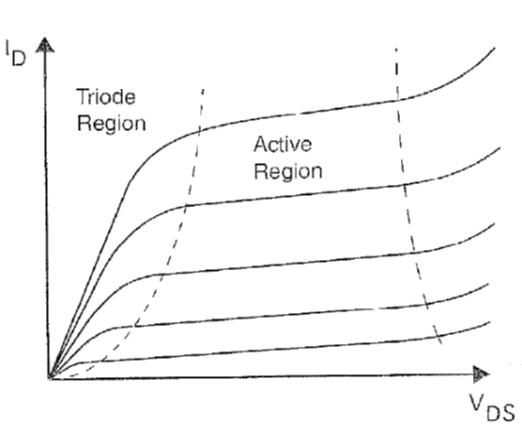 I_D
Triode
Region
Active
Region
V_DS